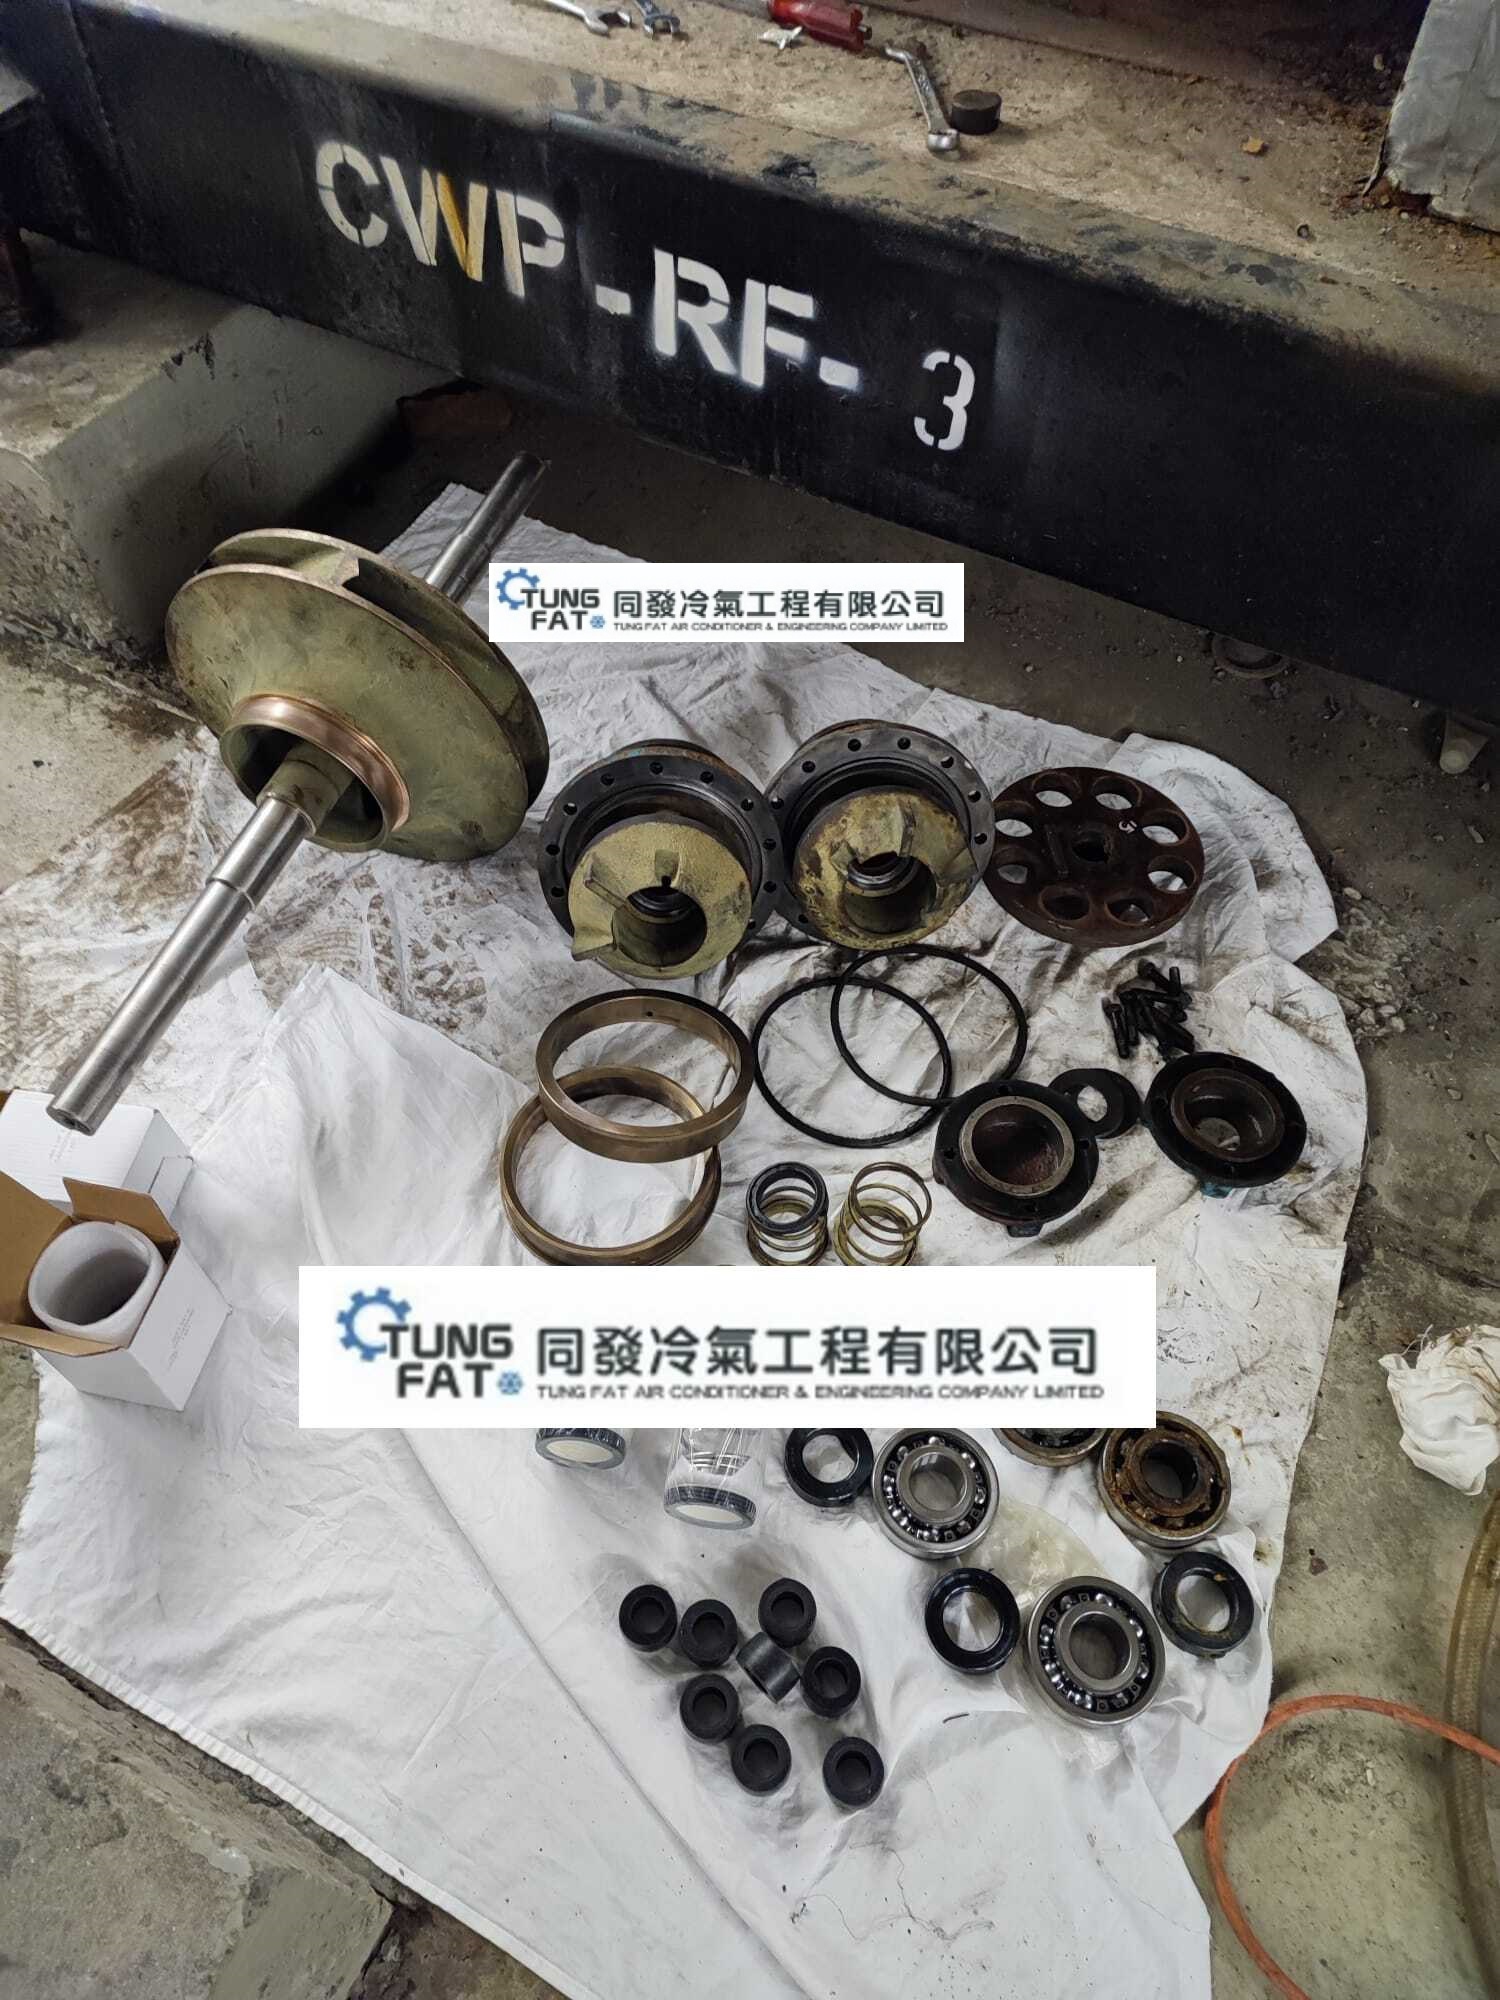 CWP-RF-3
TUNG FAT
同發冷氣工程有限公司
TUNG FAT AIR CONDITIONER & ENGINEERING COMPANY LIMITED
TUNG FAT
同發冷氣工程有限公司
TUNG FAT AIR CONDITIONER & ENGINEERING COMPANY LIMITED